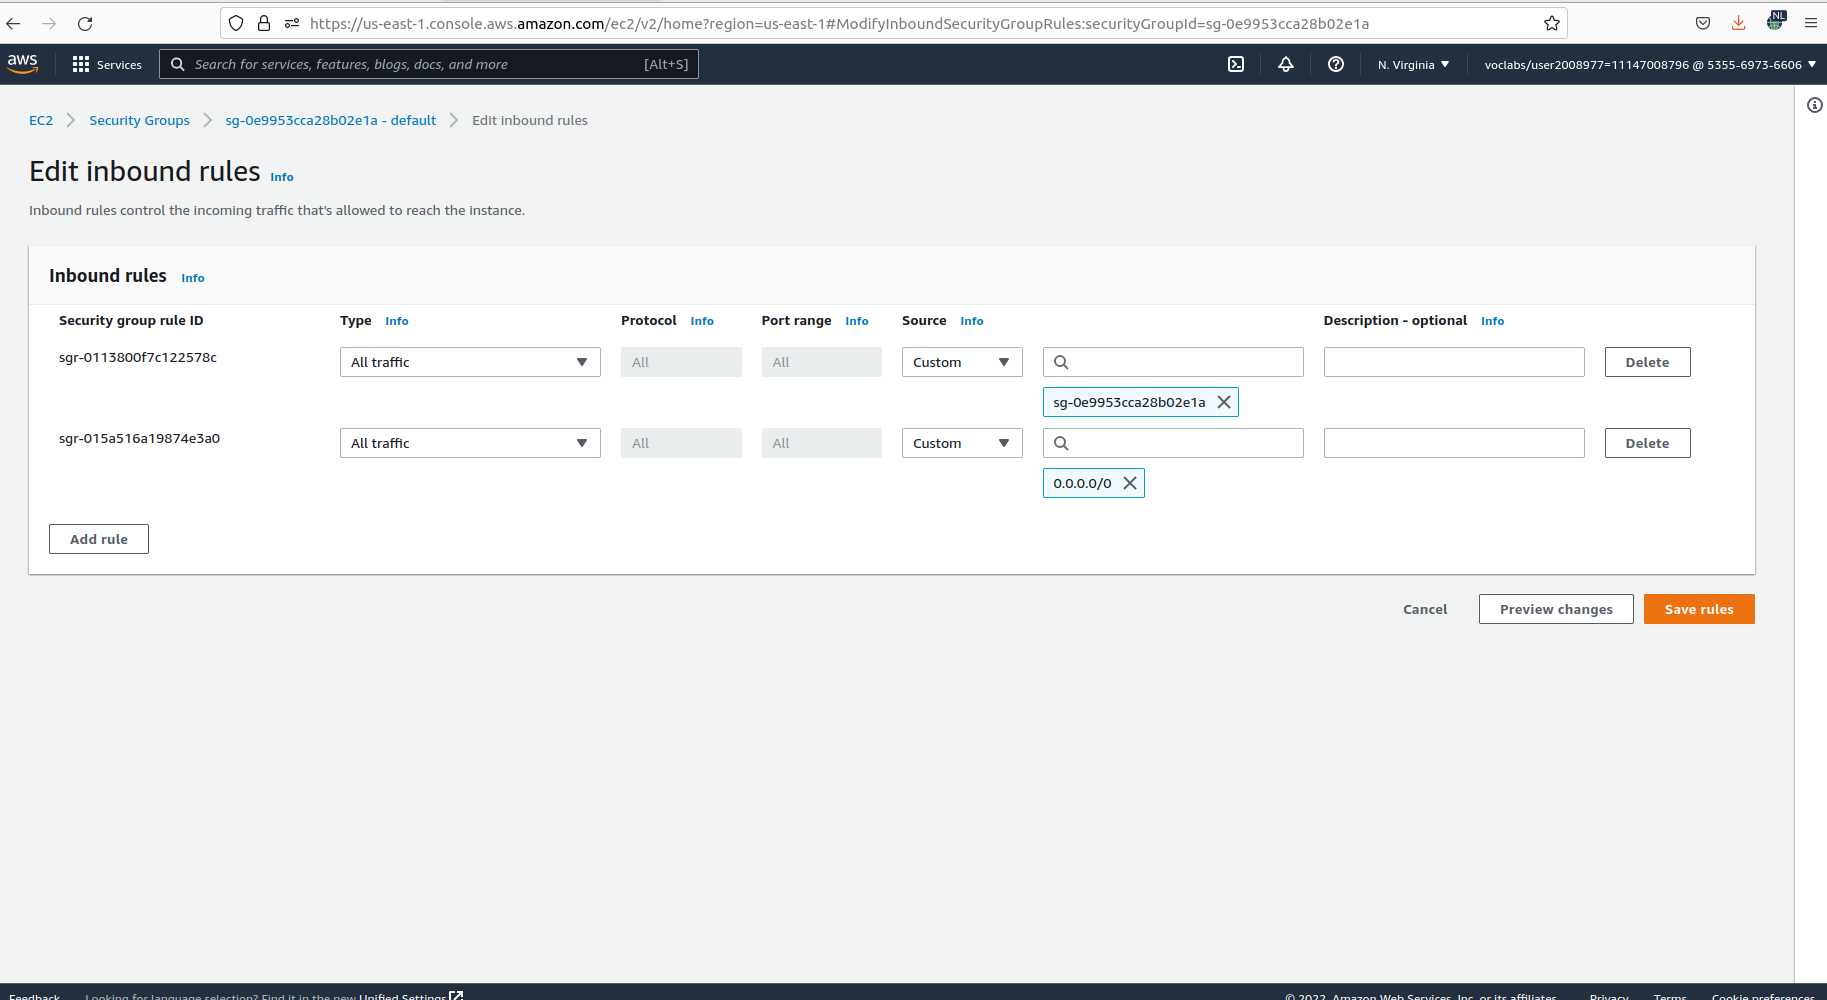 https://us-east-1.console.aws.amazon.com/ec2/v2/home?region=us-east-1#ModifyInboundSecurityGroupRules:securityGroupId=sg-0e9953cca28b02e1a
NL
aws Services Search for services, features, blogs, docs, and more [Alt+S] N. Virginia voclabs/user2008977=11147008796 @ 5355-6973-6606
EC2 Security Groups sg-0e9953cca28b02e1a - default Edit inbound rules
Edit inbound rules Info
Inbound rules control the incoming traffic that's allowed to reach the instance.
Inbound rules Info
Security group rule ID Type Info Protocol Info Port range Info Source Info Description - optional Info
sgr-0113800f7c122578c All traffic All All Custom Delete
sg-0e9953cca28b02e1a
sgr-015a516a19874e3a0 All traffic All All Custom Delete
0.0.0.0/0
Add rule
Cancel Preview changes Save rules
Feedback Looking for language selection? Find it in the new Unified Settings © 2022, Amazon Web Services, Inc. or its affiliates. Privacy Terms Cookie preferences